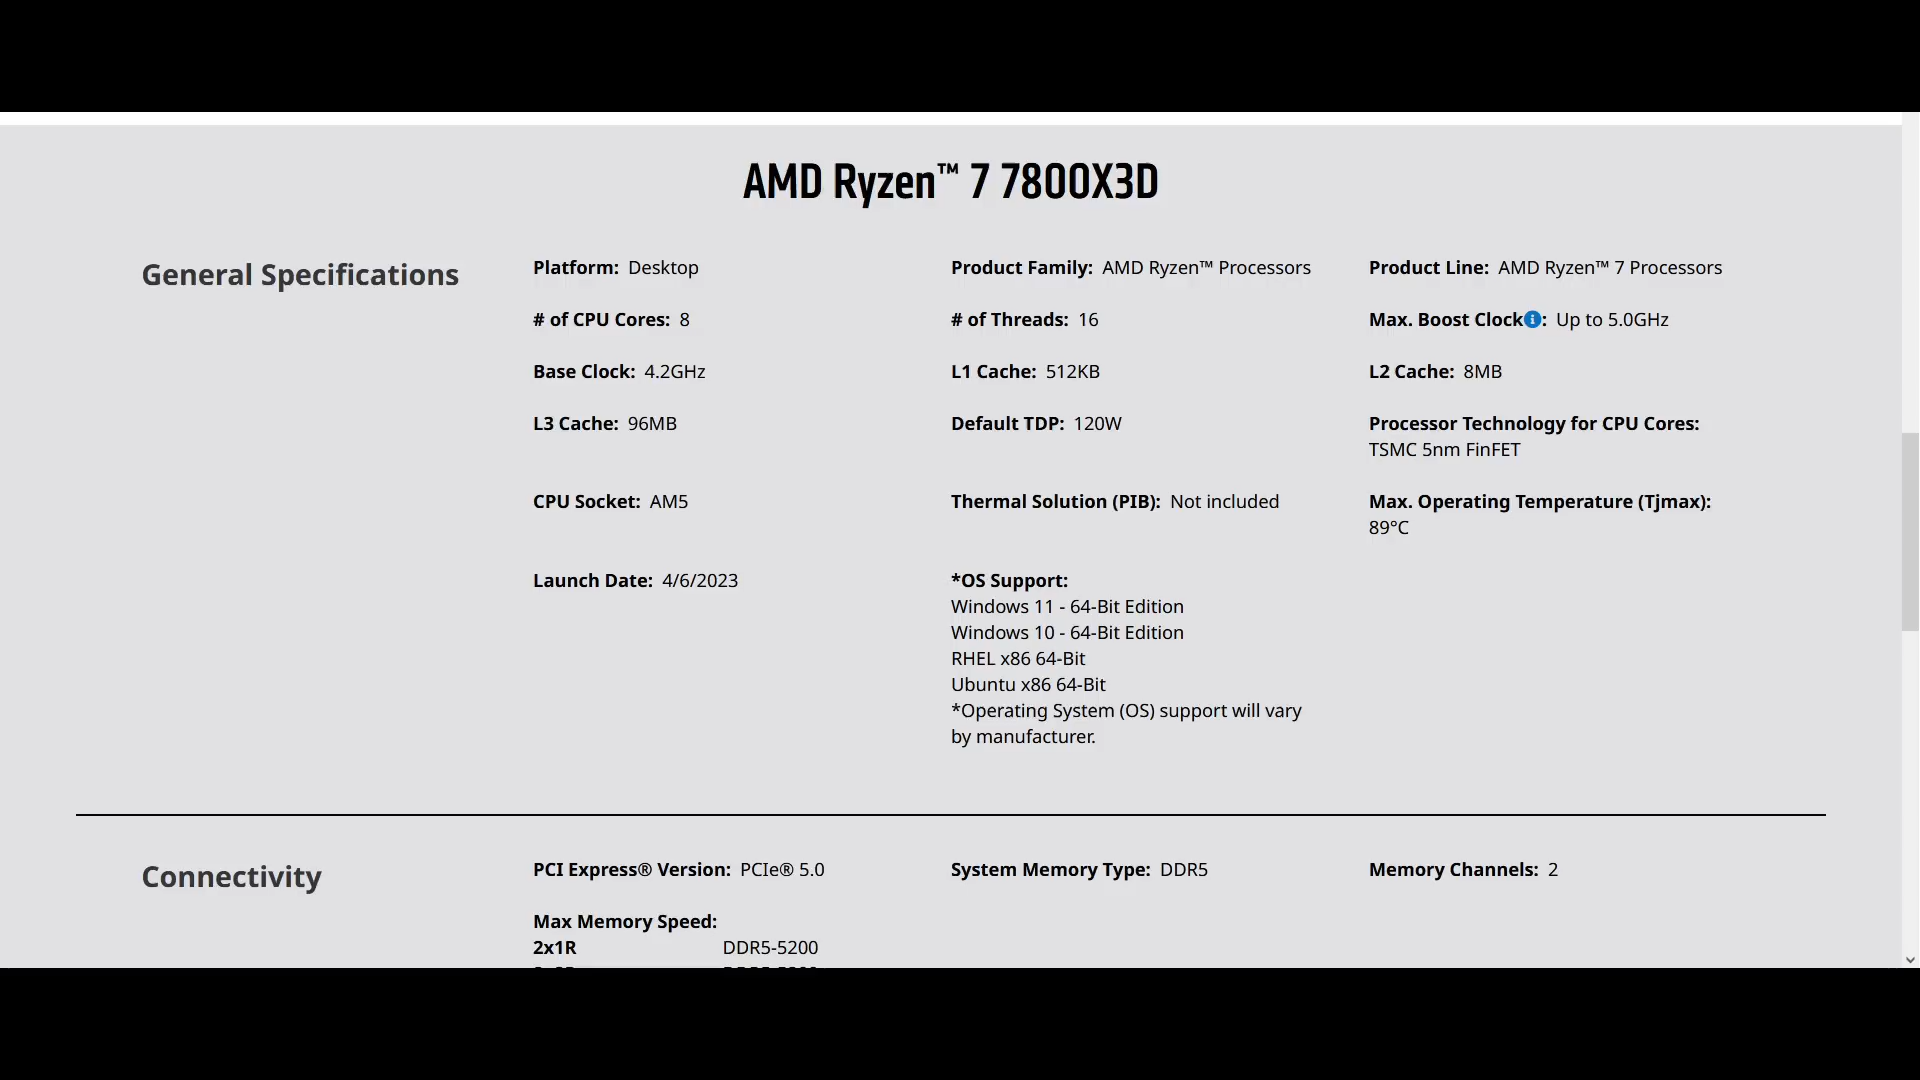 AMD Ryzen™ 7 7800X3D
General Specifications
Platform: Desktop
Product Family: AMD Ryzen™ Processors
Product Line: AMD Ryzen™ 7 Processors
# of CPU Cores: 8
# of Threads: 16
Max. Boost Clock: Up to 5.0GHz
Base Clock: 4.2GHz
L1 Cache: 512KB
L2 Cache: 8MB
L3 Cache: 96MB
Default TDP: 120W
Processor Technology for CPU Cores:
TSMC 5nm FinFET
CPU Socket: AM5
Thermal Solution (PIB): Not included
Max. Operating Temperature (Tjmax):
89°C
Launch Date: 4/6/2023
*OS Support:
Windows 11 - 64-Bit Edition
Windows 10 - 64-Bit Edition
RHEL x86 64-Bit
Ubuntu x86 64-Bit
*Operating System (OS) support will vary
by manufacturer.
Connectivity
PCI Express® Version: PCIe® 5.0
System Memory Type: DDR5
Memory Channels: 2
Max Memory Speed:
2x1R DDR5-5200